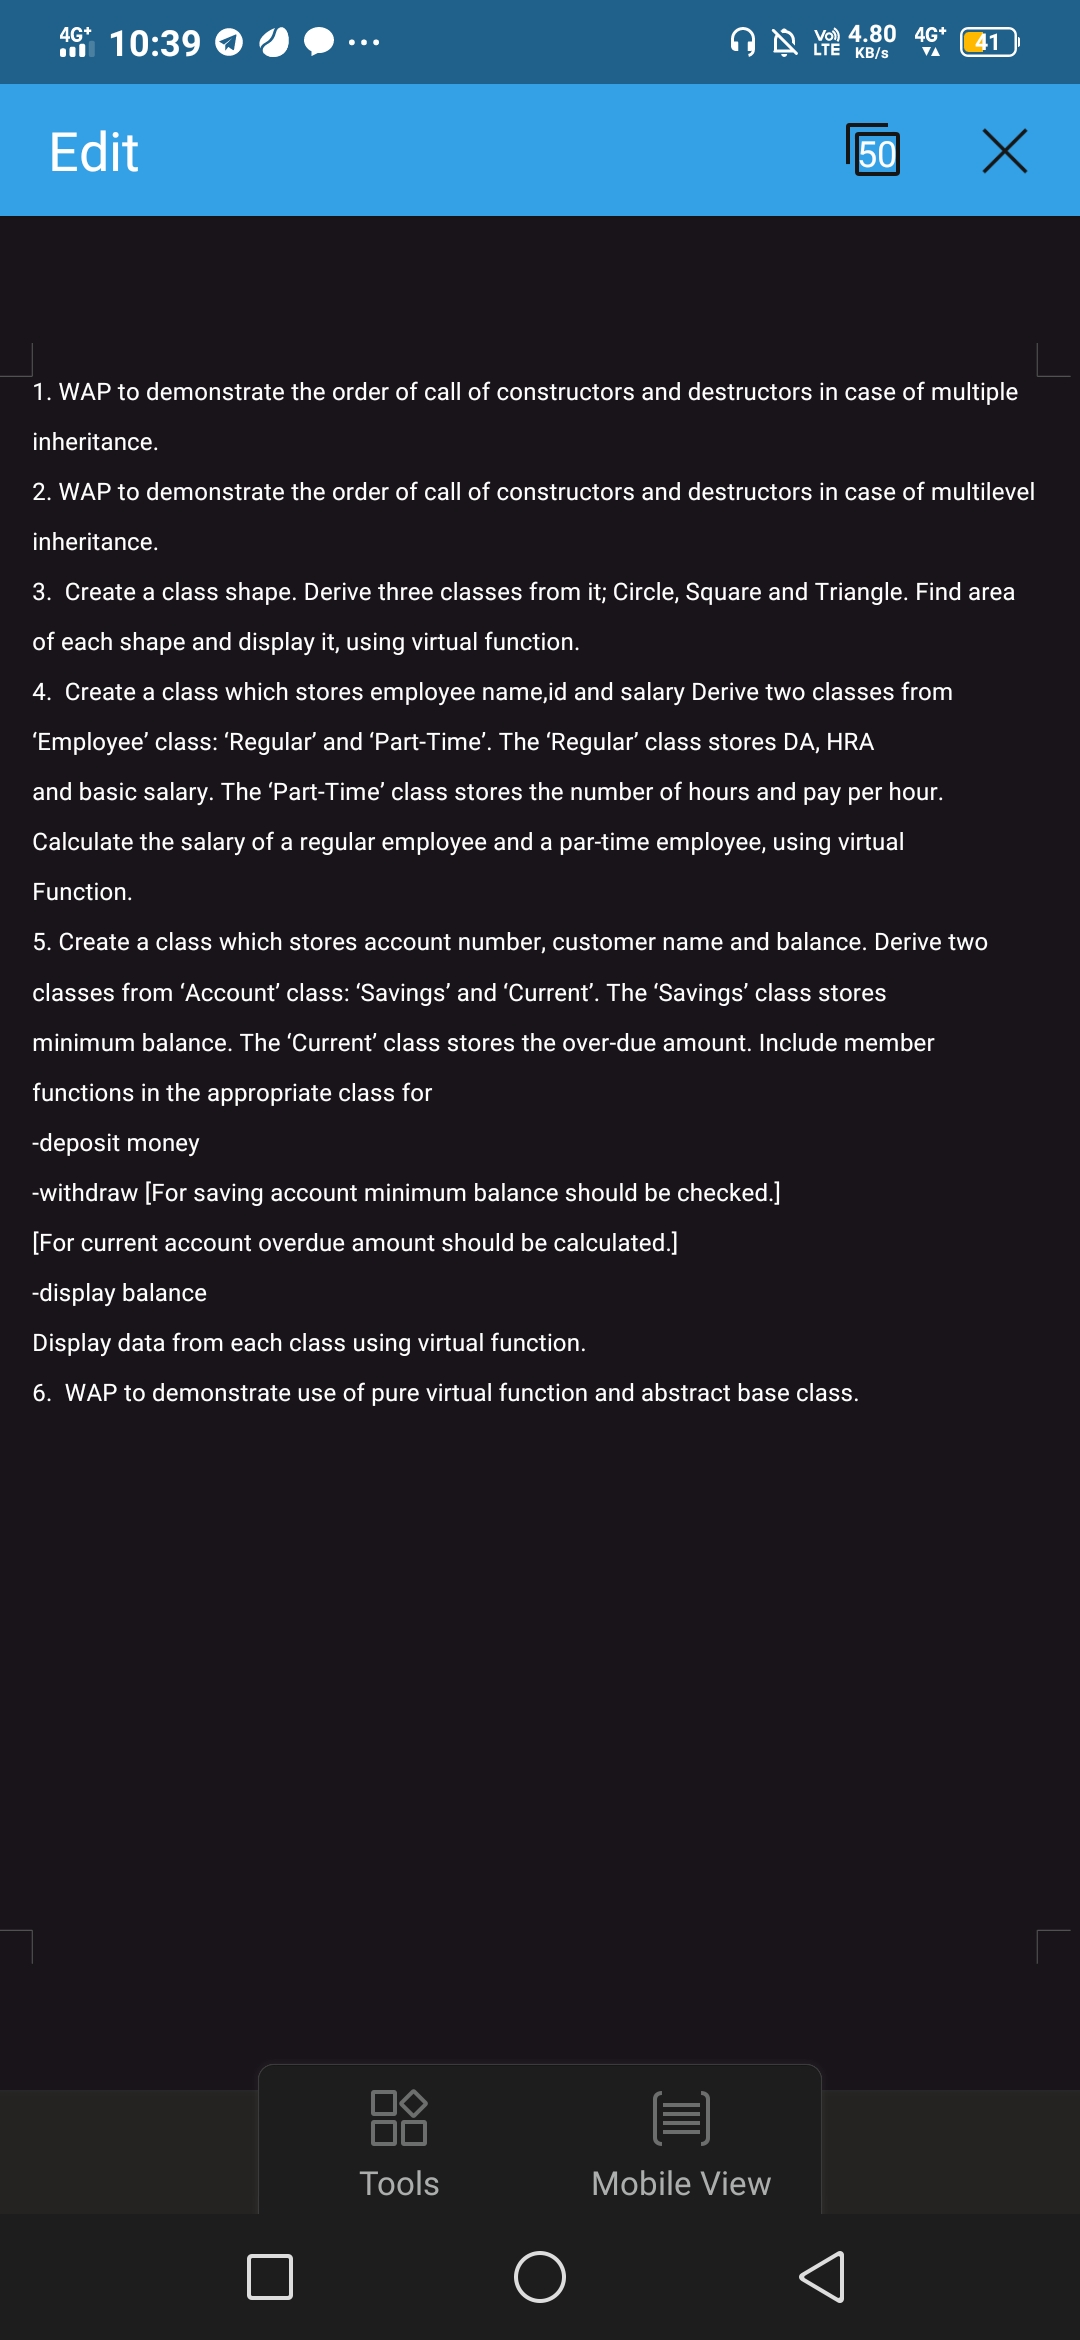 4G+ 10:39 ... Vo) LTE 4.80 KB/s 4G+ 41
Edit 50
1. WAP to demonstrate the order of call of constructors and destructors in case of multiple
inheritance.
2. WAP to demonstrate the order of call of constructors and destructors in case of multilevel
inheritance.
3.  Create a class shape. Derive three classes from it; Circle, Square and Triangle. Find area
of each shape and display it, using virtual function.
4.  Create a class which stores employee name,id and salary Derive two classes from
‘Employee’ class: ‘Regular’ and ‘Part-Time’. The ‘Regular’ class stores DA, HRA
and basic salary. The ‘Part-Time’ class stores the number of hours and pay per hour.
Calculate the salary of a regular employee and a par-time employee, using virtual
Function.
5. Create a class which stores account number, customer name and balance. Derive two
classes from ‘Account’ class: ‘Savings’ and ‘Current’. The ‘Savings’ class stores
minimum balance. The ‘Current’ class stores the over-due amount. Include member
functions in the appropriate class for
-deposit money
-withdraw [For saving account minimum balance should be checked.]
[For current account overdue amount should be calculated.]
-display balance
Display data from each class using virtual function.
6.  WAP to demonstrate use of pure virtual function and abstract base class.
Tools Mobile View